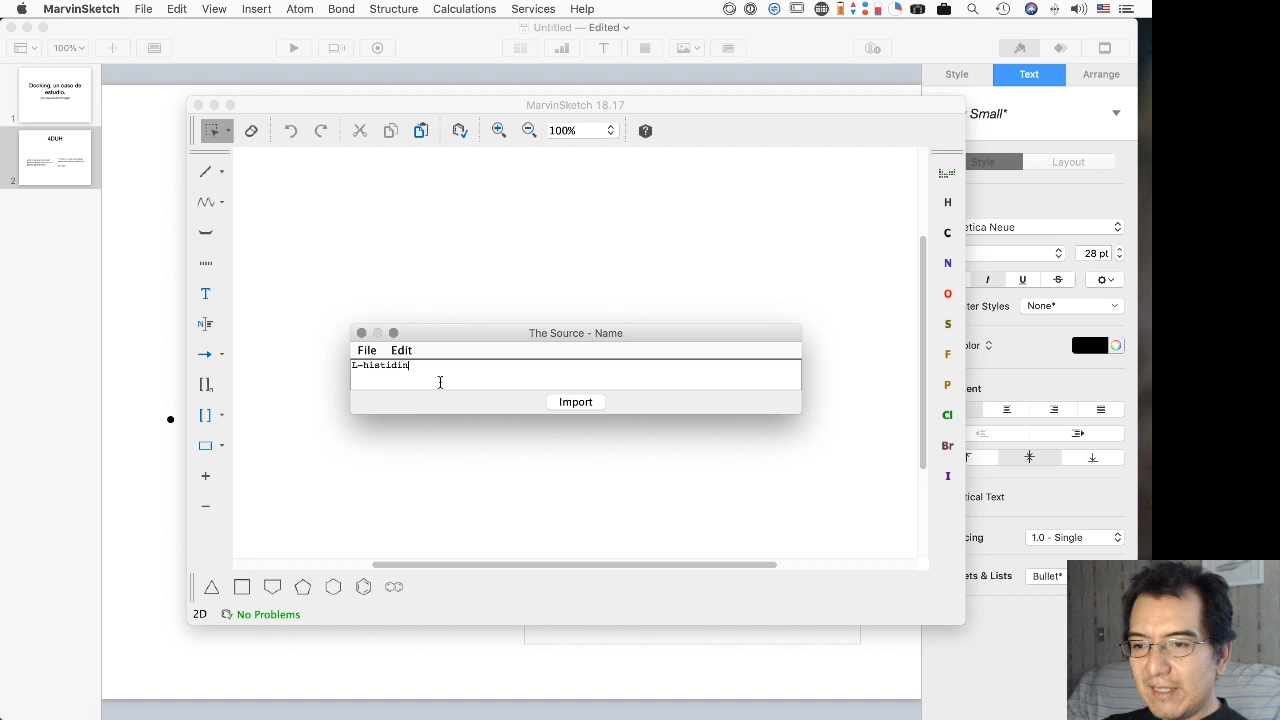 MarvinSketch File Edit View Insert Atom Bond Structure Calculations Services Help
Untitled — Edited
100%
Style Text Arrange
Docking, un caso de estudio.
1
4DUH
2
Small*
MarvinSketch 18.17
100%
Style Layout
etica Neue
28 pt
I U S
ter Styles None*
olor
ent
tical Text
cing 1.0 - Single
ets & Lists Bullet*
T
N
[]n
[]
H
C
N
O
S
F
P
Cl
Br
I
The Source - Name
File Edit
L-histidin
Import
2D No Problems